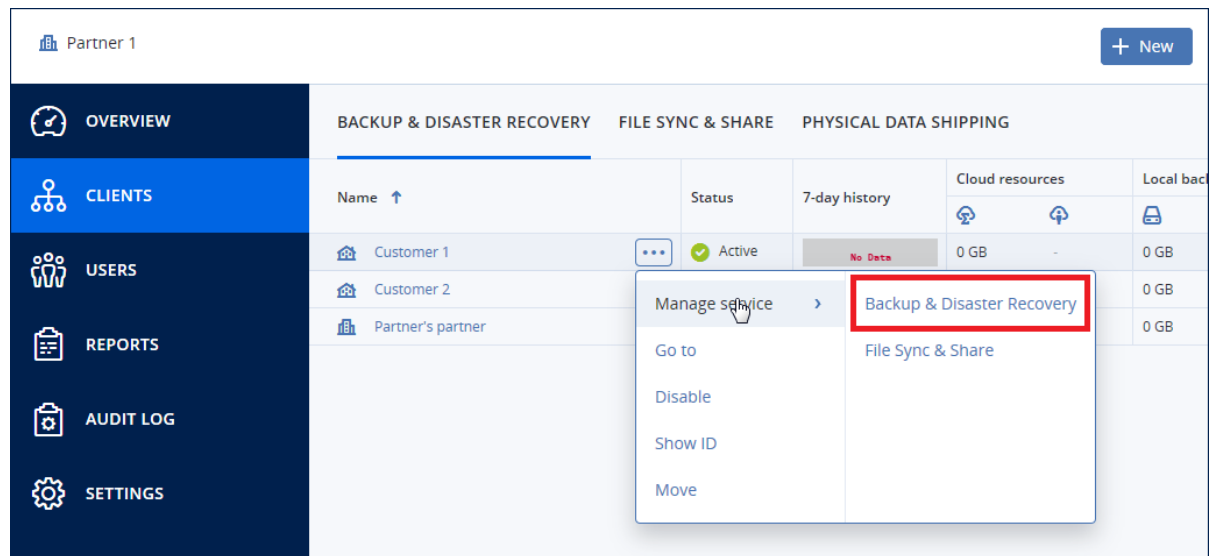 Partner 1
+ New
OVERVIEW
CLIENTS
USERS
REPORTS
AUDIT LOG
SETTINGS
BACKUP & DISASTER RECOVERY FILE SYNC & SHARE PHYSICAL DATA SHIPPING
Name Status 7-day history Cloud resources Local bac
Customer 1 Active No Data 0 GB - 0 GB
Customer 2 0 GB
Partner's partner 0 GB
Manage service Backup & Disaster Recovery
Go to File Sync & Share
Disable
Show ID
Move